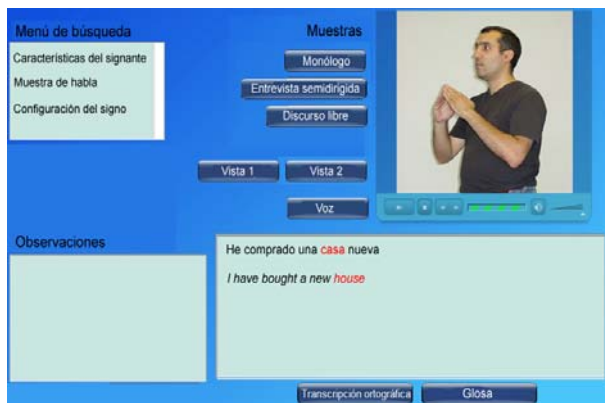 Menú de búsqueda
Características del signante
Muestra de habla
Configuración del signo
Muestras
Monólogo
Entrevista semidirigida
Discurso libre
Vista 1
Vista 2
Voz
Observaciones
He comprado una casa nueva
I have bought a new house
Transcripción ortográfica
Glosa